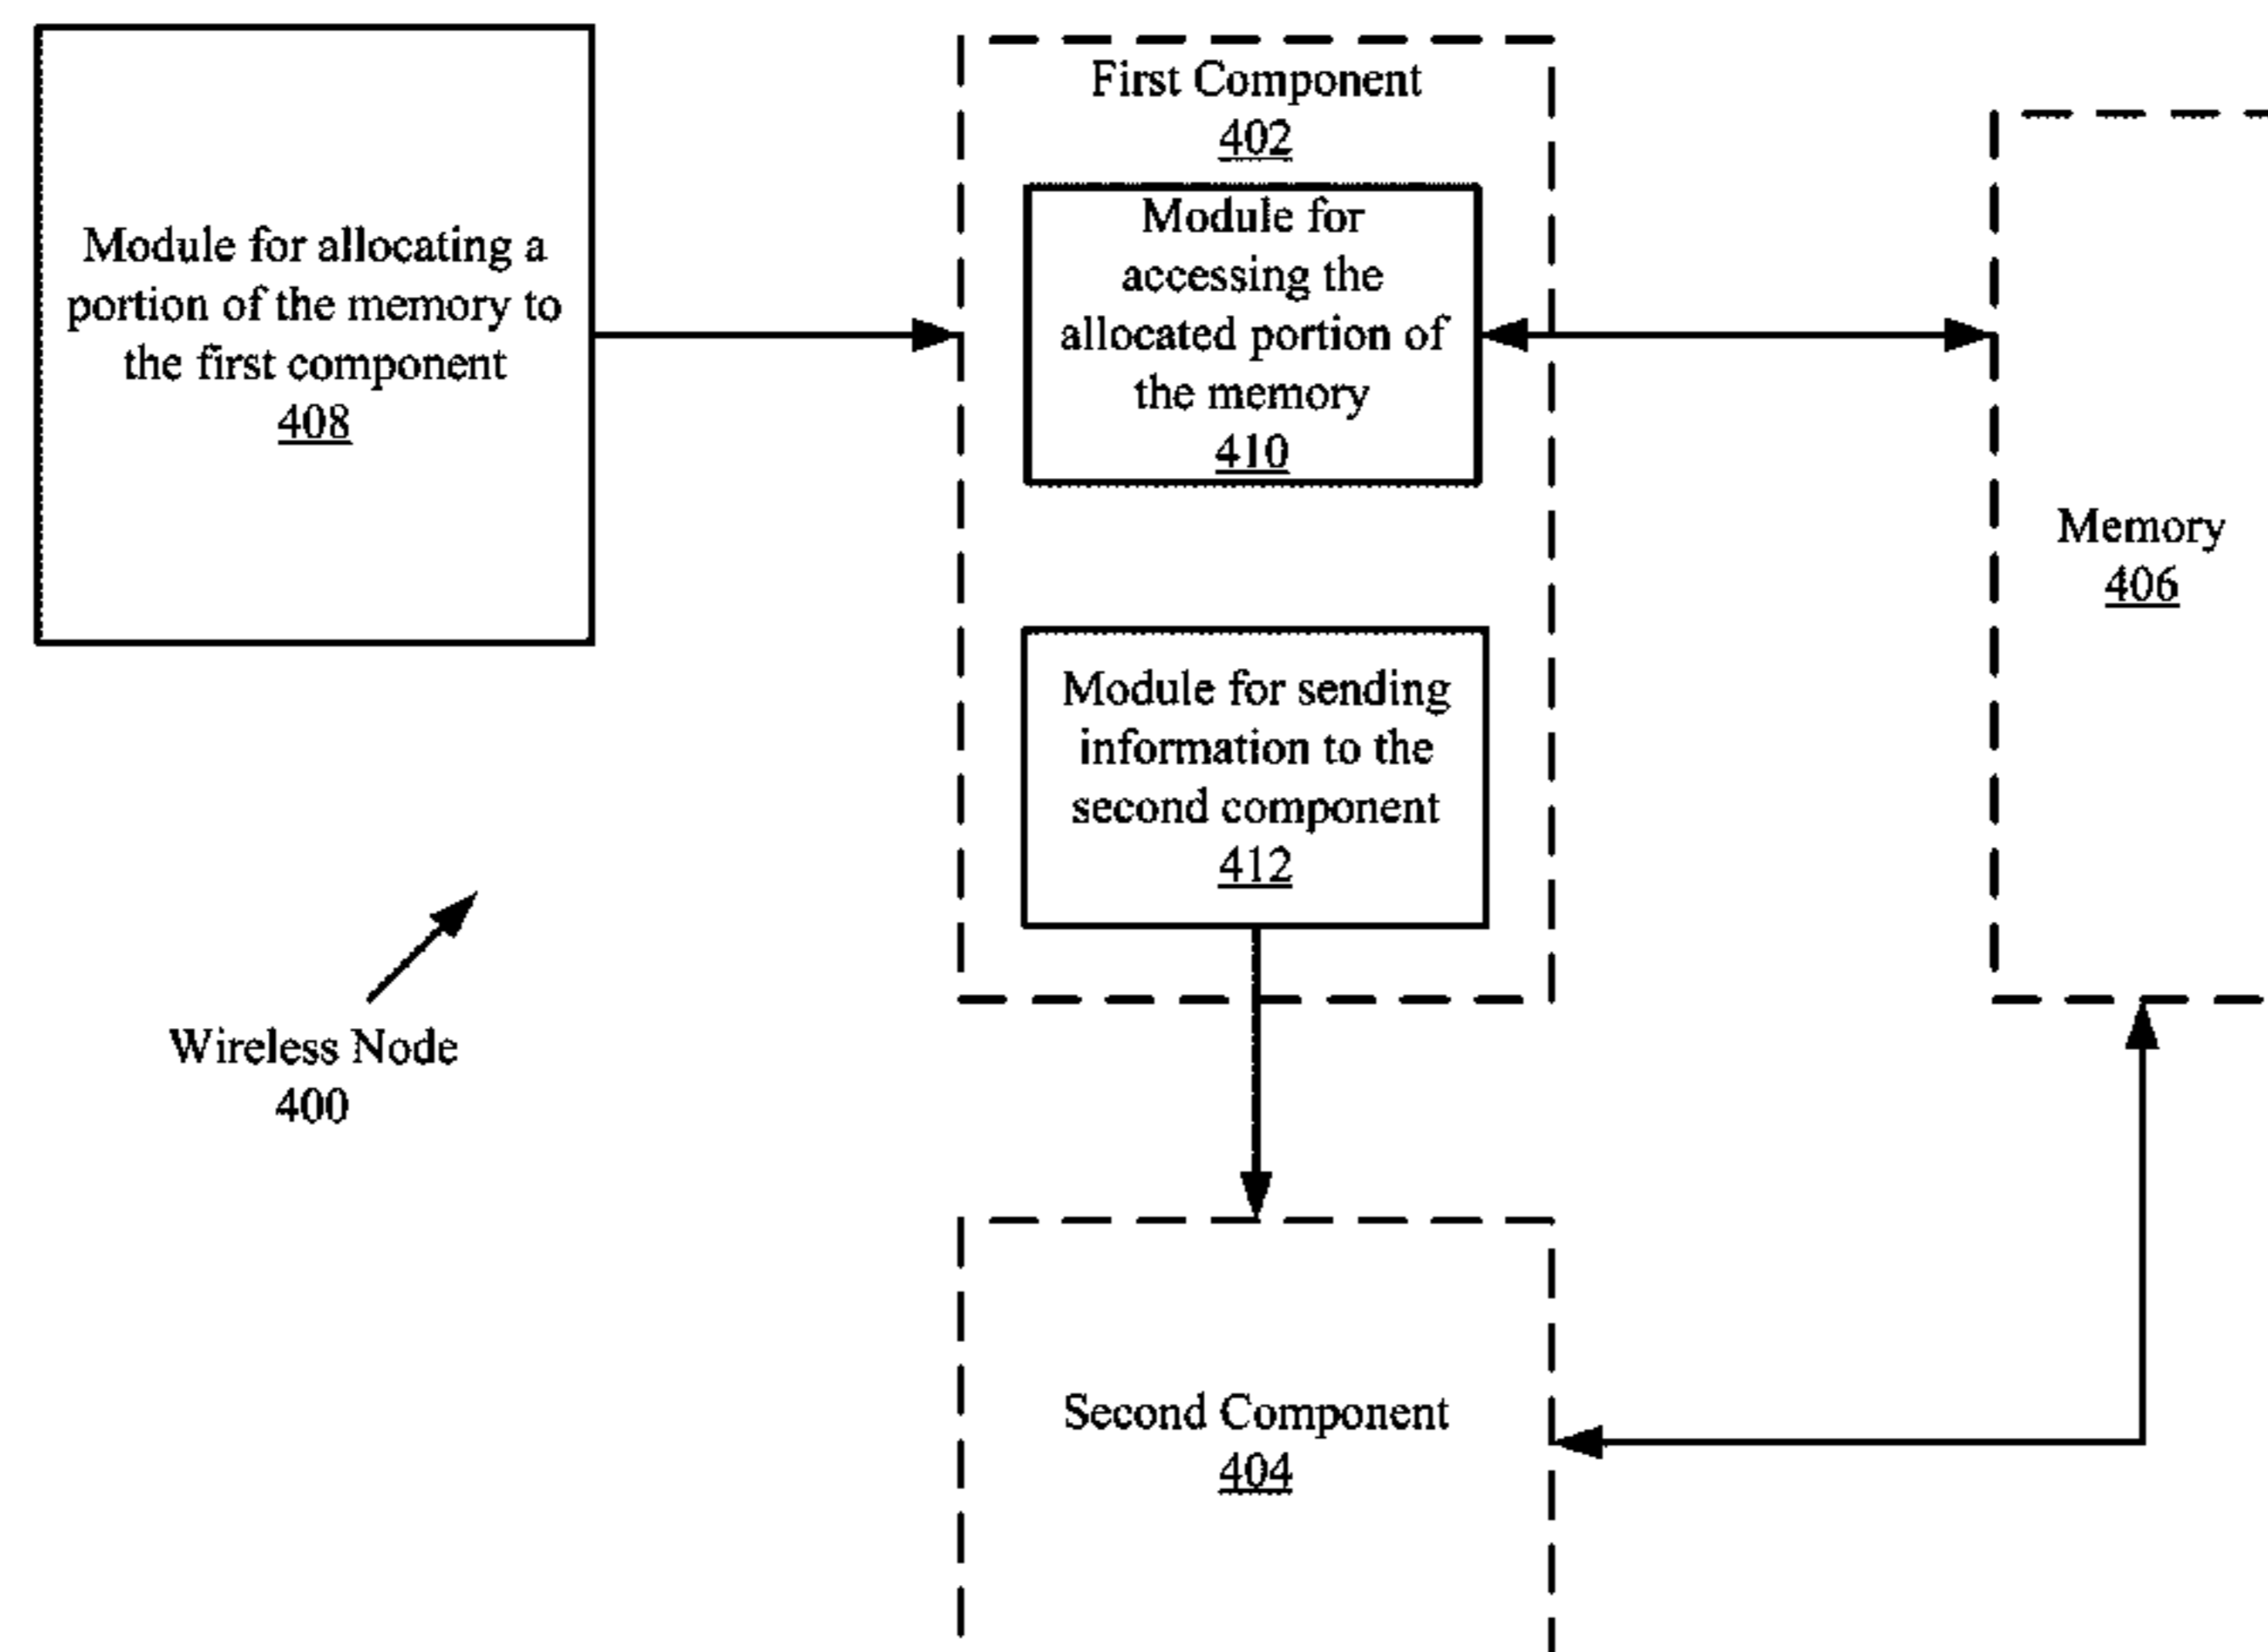 Module for allocating a
portion of the memory to
the first component
408
First Component
402
Module for
accessing the
allocated portion of
the memory
410
Module for sending
information to the
second component
412
Memory
406
Wireless Node
400
Second Component
404